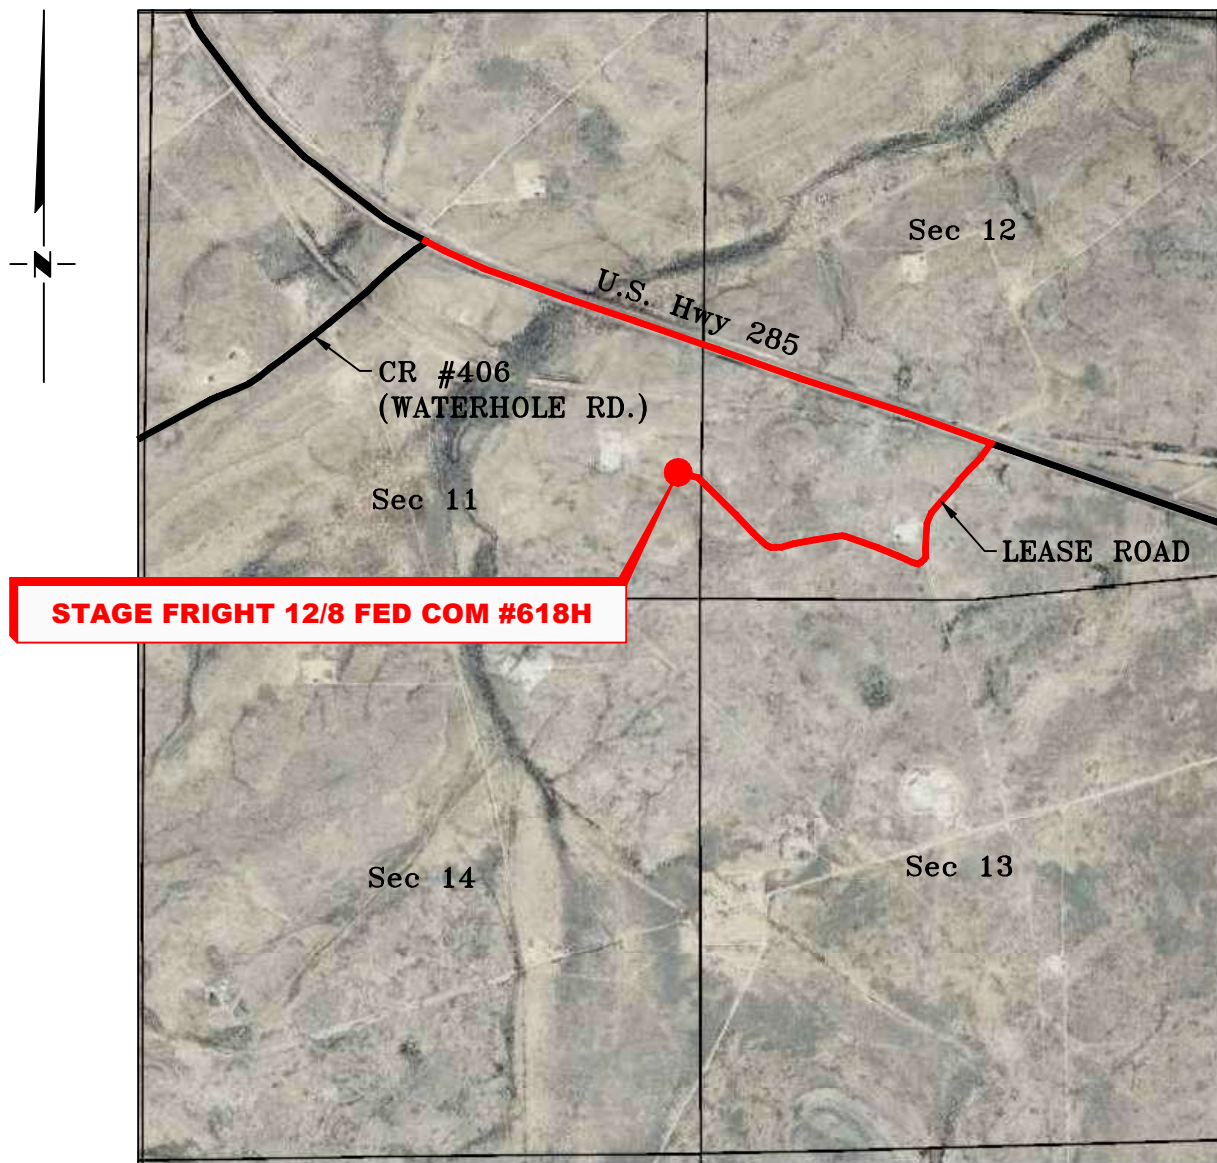 Sec 12
U.S. Hwy 285
CR #406
(WATERHOLE RD.)
Sec 11
LEASE ROAD
STAGE FRIGHT 12/8 FED COM #618H
Sec 14
Sec 13
N